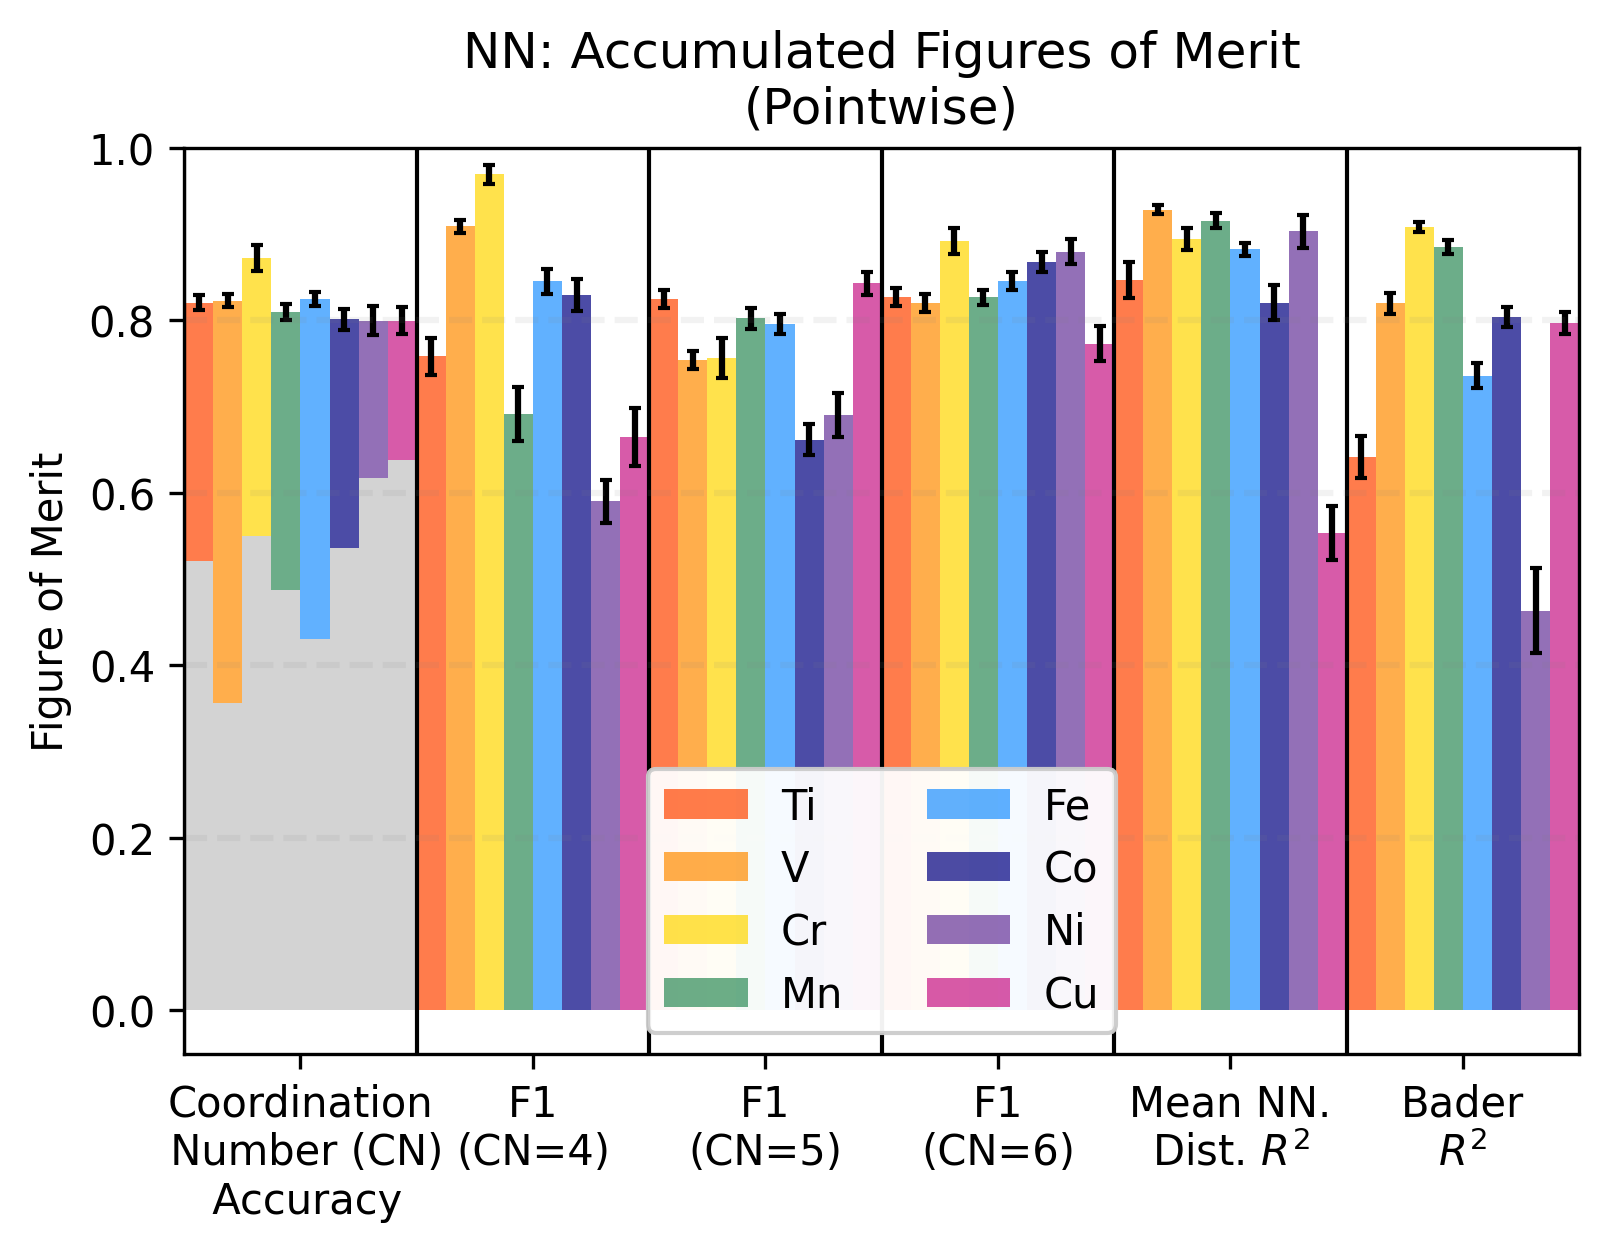 NN: Accumulated Figures of Merit
(Pointwise)
Figure of Merit
1.0
0.8
0.6
0.4
0.2
0.0
Ti
V
Cr
Mn
Fe
Co
Ni
Cu
Coordination
Number (CN)
Accuracy
F1
(CN=4)
F1
(CN=5)
F1
(CN=6)
Mean NN.
Dist. R²
Bader
R²